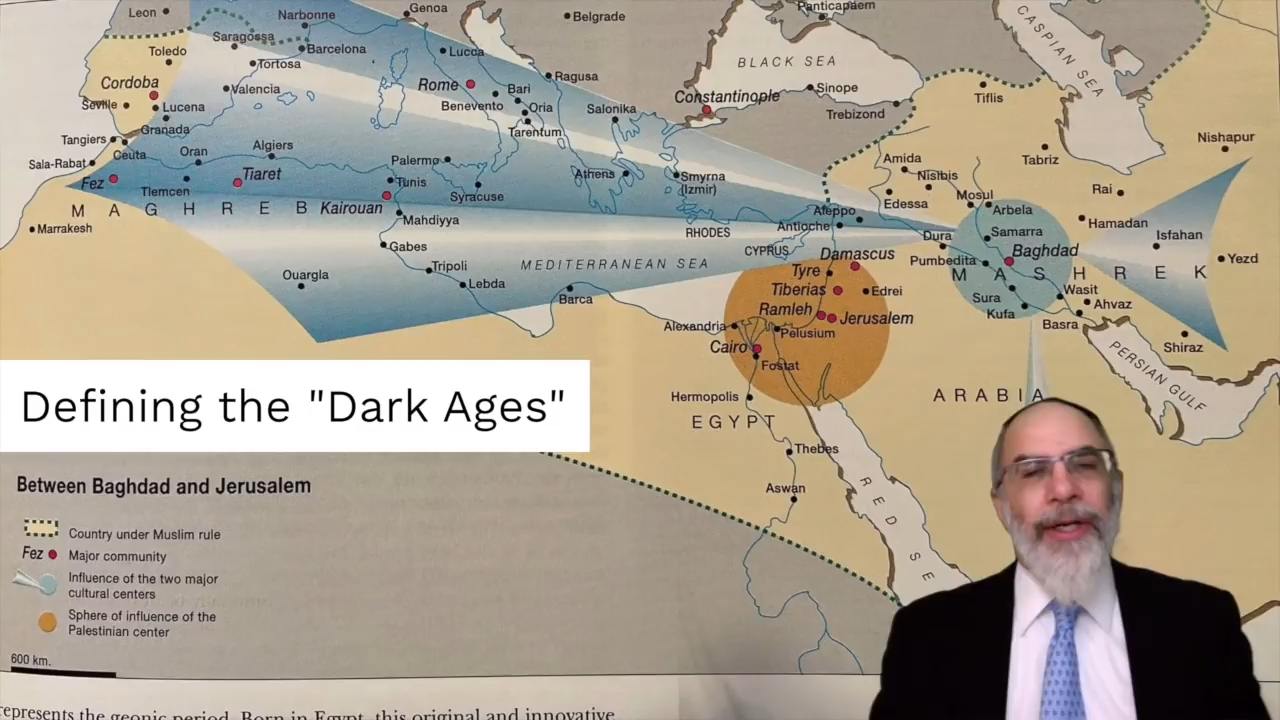 Leon
Narbonne
Genoa
Belgrade
Panticapaem
CASPIAN SEA
Toledo
Saragossa
Barcelona
Lucca
BLACK SEA
Tortosa
Ragusa
Cordoba
Valencia
Rome
Bari
Sinope
Constantinople
Tiflis
Seville
Lucena
Benevento
Oria
Salonika
Trebizond
Granada
Tarentum
Tangiers
Nishapur
Sala-Rabat
Ceuta
Oran
Algiers
Palermo
Athens
Smyrna
(Izmir)
Amida
Nisibis
Tabriz
Fez
Tlemcen
Tiaret
Tunis
Syracuse
Edessa
Mosul
Rai
MAGHREB
Kairouan
Mahdiyya
Aleppo
Arbela
Marrakesh
RHODES
Antioche
Samarra
Hamadan
Isfahan
Gabes
CYPRUS
Dura
Baghdad
Damascus
Pumbedita
Yezd
Ouargla
Tripoli
MEDITERRANEAN SEA
Tyre
MASHREK
Lebda
Barca
Tiberias
Edrei
Sura
Wasit
Ahvaz
Ramleh
Jerusalem
Kufa
Basra
Alexandria
Pelusium
Cairo
Fostat
Shiraz
PERSIAN GULF
Hermopolis
ARABIA
EGYPT
Thebes
Aswan
RED SE
Defining the "Dark Ages"
Between Baghdad and Jerusalem
Country under Muslim rule
Fez
Major community
Influence of the two major
cultural centers
Sphere of influence of the
Palestinian center
600 km.
represents the geonic period. Born in Egypt, this original and innovative